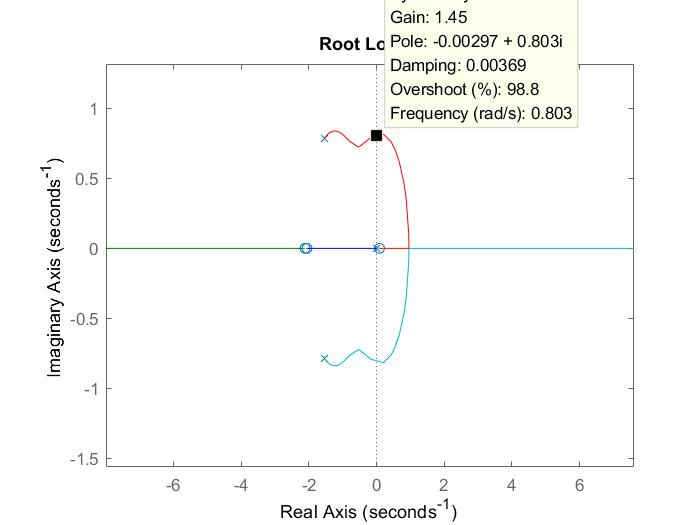 Gain: 1.45
Root Lo
Pole: -0.00297 + 0.803i
Damping: 0.00369
Overshoot (%): 98.8
Frequency (rad/s): 0.803
1
0.5
0
-0.5
-1
-1.5
Imaginary Axis (seconds-1)
-6 -4 -2 0 2 4 6
Real Axis (seconds-1)